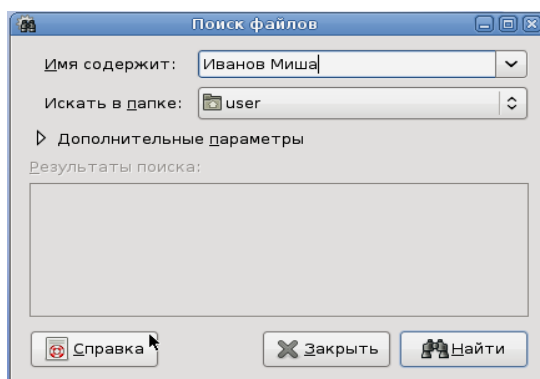 Поиск файлов
Имя содержит: Иванов Миша
Искать в папке: user
Дополнительные параметры
Результаты поиска:
Справка Закрыть Найти